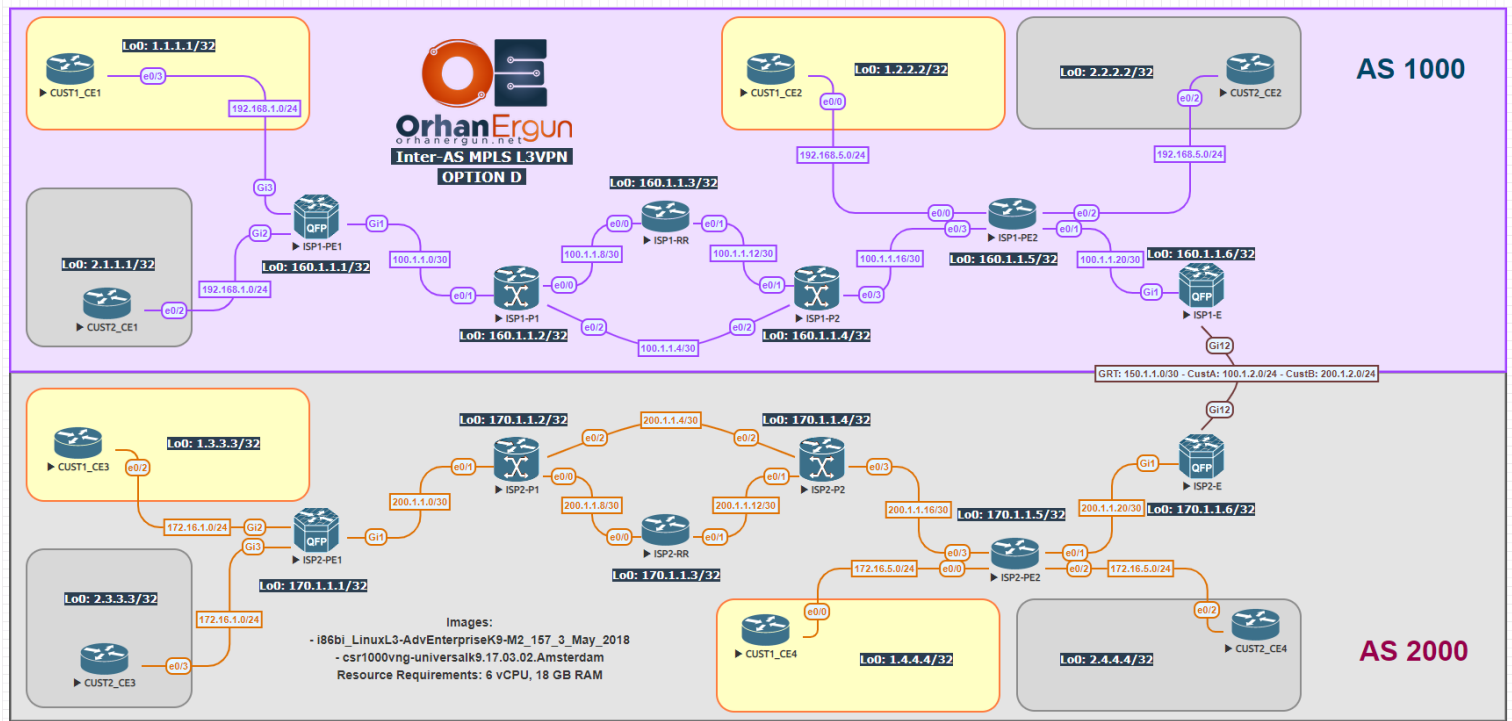 Lo0: 1.1.1.1/32
CUST1_CE1
e0/3
192.168.1.0/24
Gi3
OE
OrhanErgun
orhanergun.net
Inter-AS MPLS L3VPN
OPTION D
Lo0: 1.2.2.2/32
CUST1_CE2
e0/0
192.168.5.0/24
Lo0: 2.2.2.2/32
CUST2_CE2
e0/2
192.168.5.0/24
AS 1000
Lo0: 2.1.1.1/32
CUST2_CE1
e0/2
192.168.1.0/24
Gi2
QFP
ISP1-PE1
Lo0: 160.1.1.1/32
Gi1
100.1.1.0/30
e0/1
ISP1-P1
Lo0: 160.1.1.2/32
e0/0
100.1.1.8/30
e0/0
Lo0: 160.1.1.3/32
ISP1-RR
e0/1
100.1.1.12/30
e0/1
e0/2
100.1.1.4/30
e0/2
ISP1-P2
Lo0: 160.1.1.4/32
e0/3
100.1.1.16/30
e0/3
e0/0
ISP1-PE2
e0/2
e0/1
Lo0: 160.1.1.5/32
100.1.1.20/30
Lo0: 160.1.1.6/32
Gi1
QFP
ISP1-E
Gi12
GRT: 150.1.1.0/30 - CustA: 100.1.2.0/24 - CustB: 200.1.2.0/24
Gi12
Lo0: 1.3.3.3/32
CUST1_CE3
e0/2
172.16.1.0/24
Gi2
Gi3
QFP
ISP2-PE1
Lo0: 170.1.1.1/32
Gi1
200.1.1.0/30
e0/1
Lo0: 170.1.1.2/32
ISP2-P1
e0/2
200.1.1.4/30
e0/2
e0/0
200.1.1.8/30
e0/0
ISP2-RR
Lo0: 170.1.1.3/32
e0/1
200.1.1.12/30
e0/1
Lo0: 170.1.1.4/32
ISP2-P2
e0/3
200.1.1.16/30
e0/3
e0/0
Lo0: 170.1.1.5/32
ISP2-PE2
e0/1
e0/2
200.1.1.20/30
Gi1
QFP
ISP2-E
Lo0: 170.1.1.6/32
Lo0: 2.3.3.3/32
CUST2_CE3
e0/3
172.16.1.0/24
Images:
- i86bi_LinuxL3-AdvEnterpriseK9-M2_157_3_May_2018
- csr1000vng-universalk9.17.03.02.Amsterdam
Resource Requirements: 6 vCPU, 18 GB RAM
172.16.5.0/24
e0/0
CUST1_CE4
Lo0: 1.4.4.4/32
172.16.5.0/24
e0/2
CUST2_CE4
Lo0: 2.4.4.4/32
AS 2000